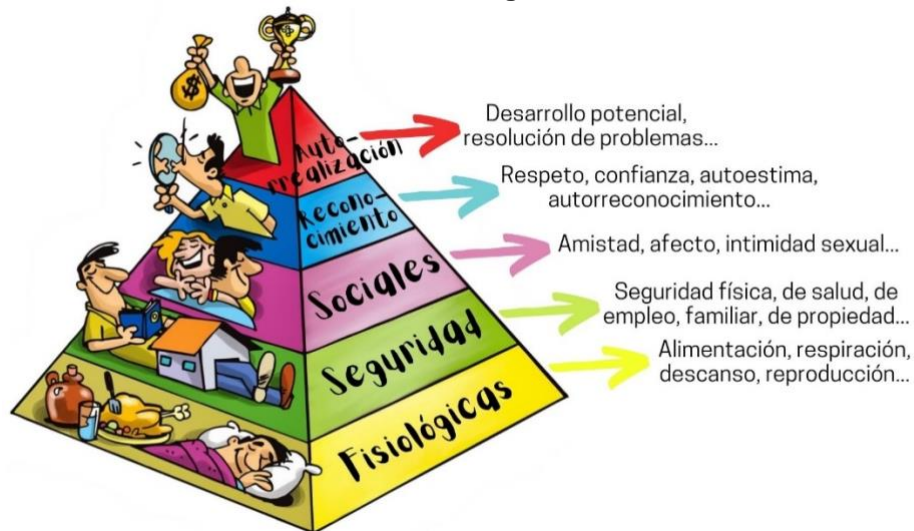 Auto-
rrealización
Desarrollo potencial,
resolución de problemas...
Recono-
cimiento
Respeto, confianza, autoestima,
autorreconocimiento...
Sociales
Amistad, afecto, intimidad sexual...
Seguridad
Seguridad física, de salud, de
empleo, familiar, de propiedad...
Fisiológicas
Alimentación, respiración,
descanso, reproducción...
$